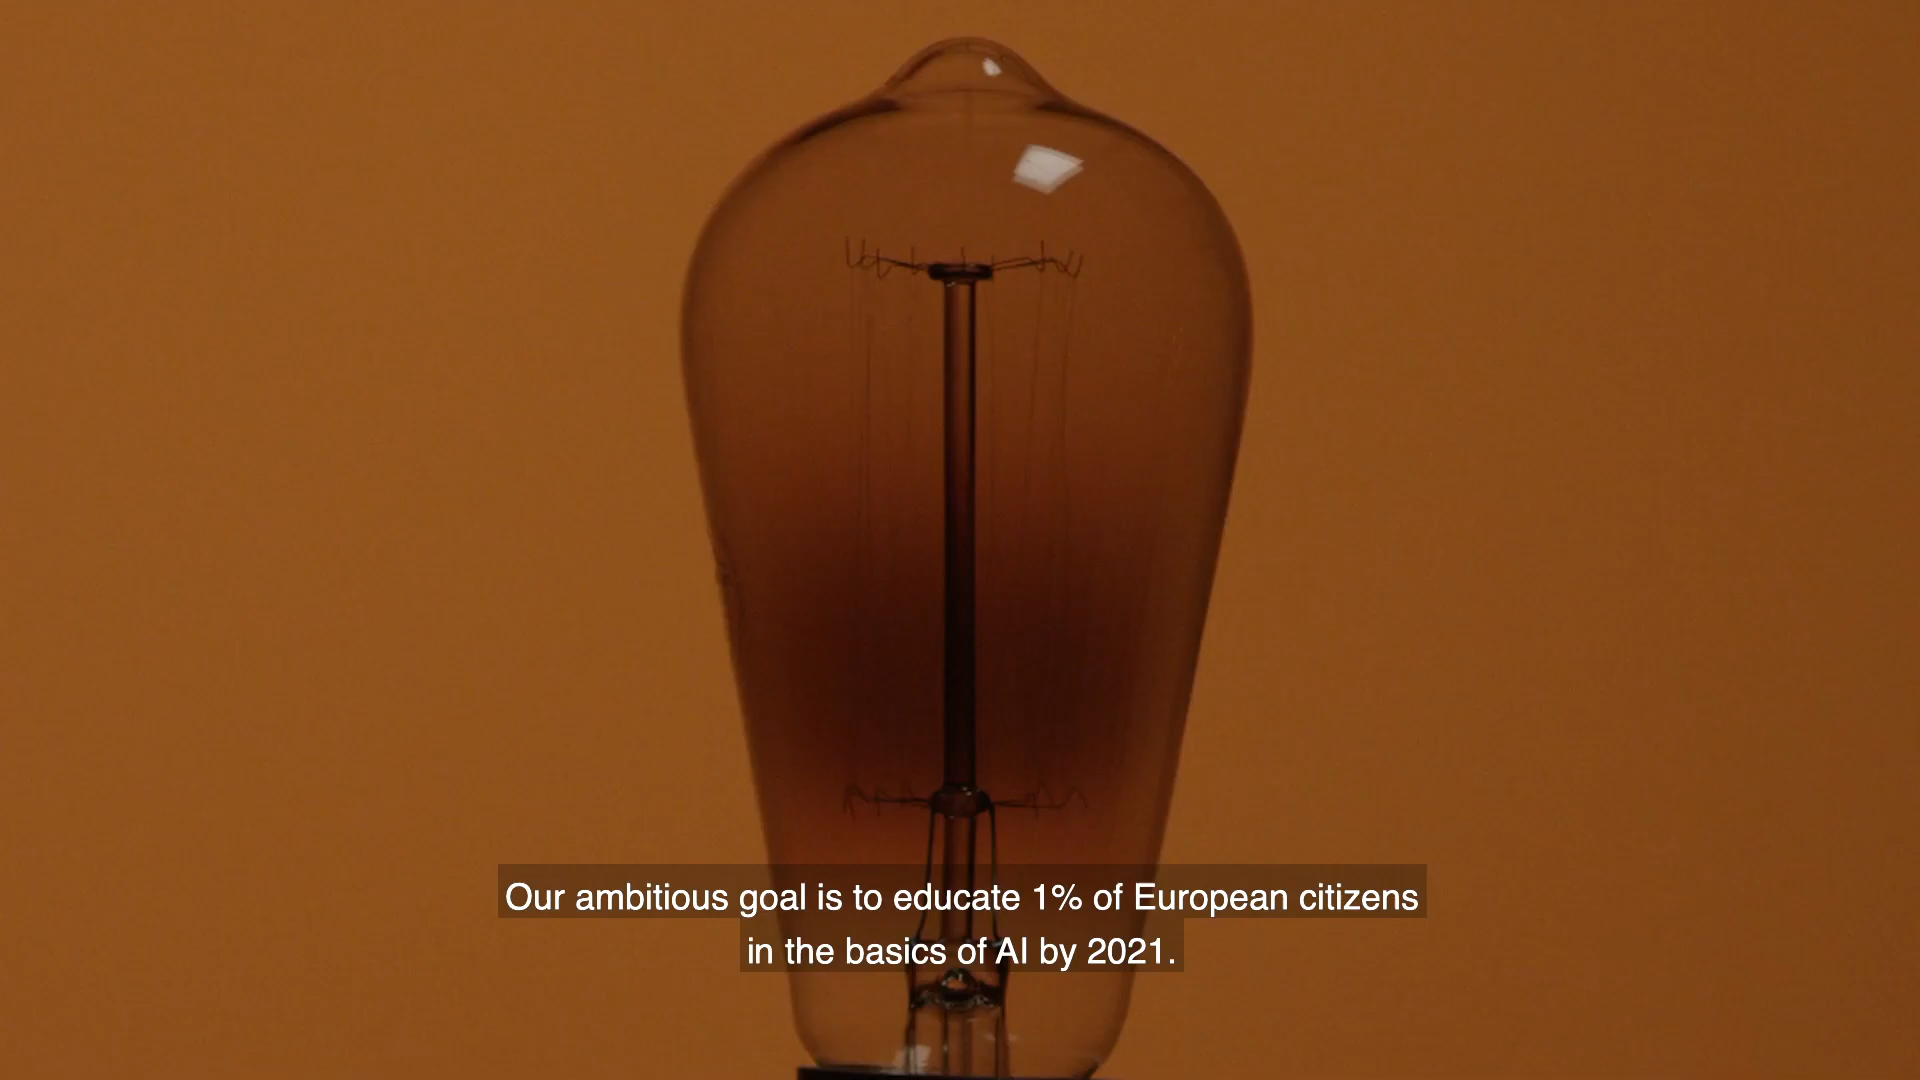 Our ambitious goal is to educate 1% of European citizens
in the basics of AI by 2021.